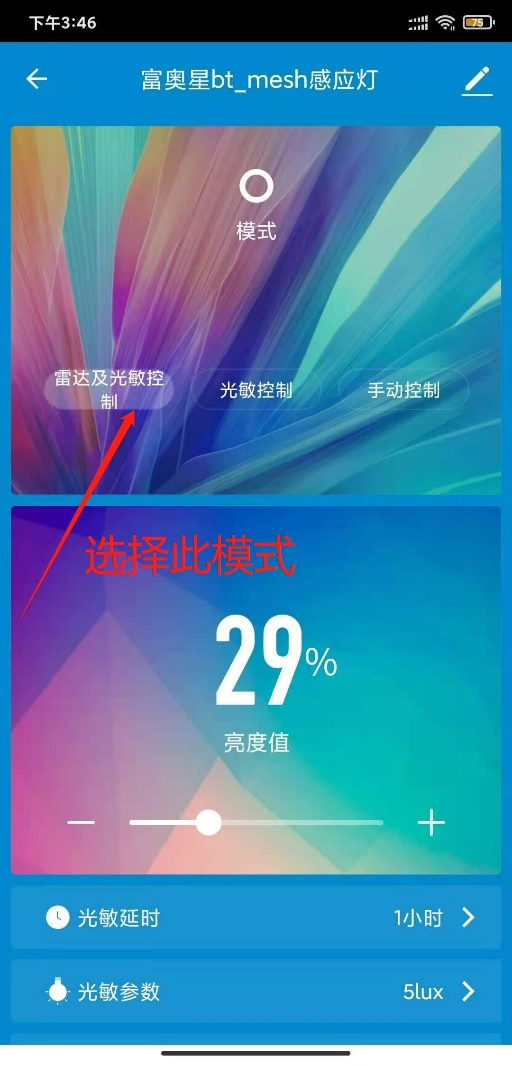 下午3:46
75
富奥星bt_mesh感应灯
模式
雷达及光敏控
制
光敏控制
手动控制
选择此模式
29%
亮度值
光敏延时
1小时
光敏参数
5lux